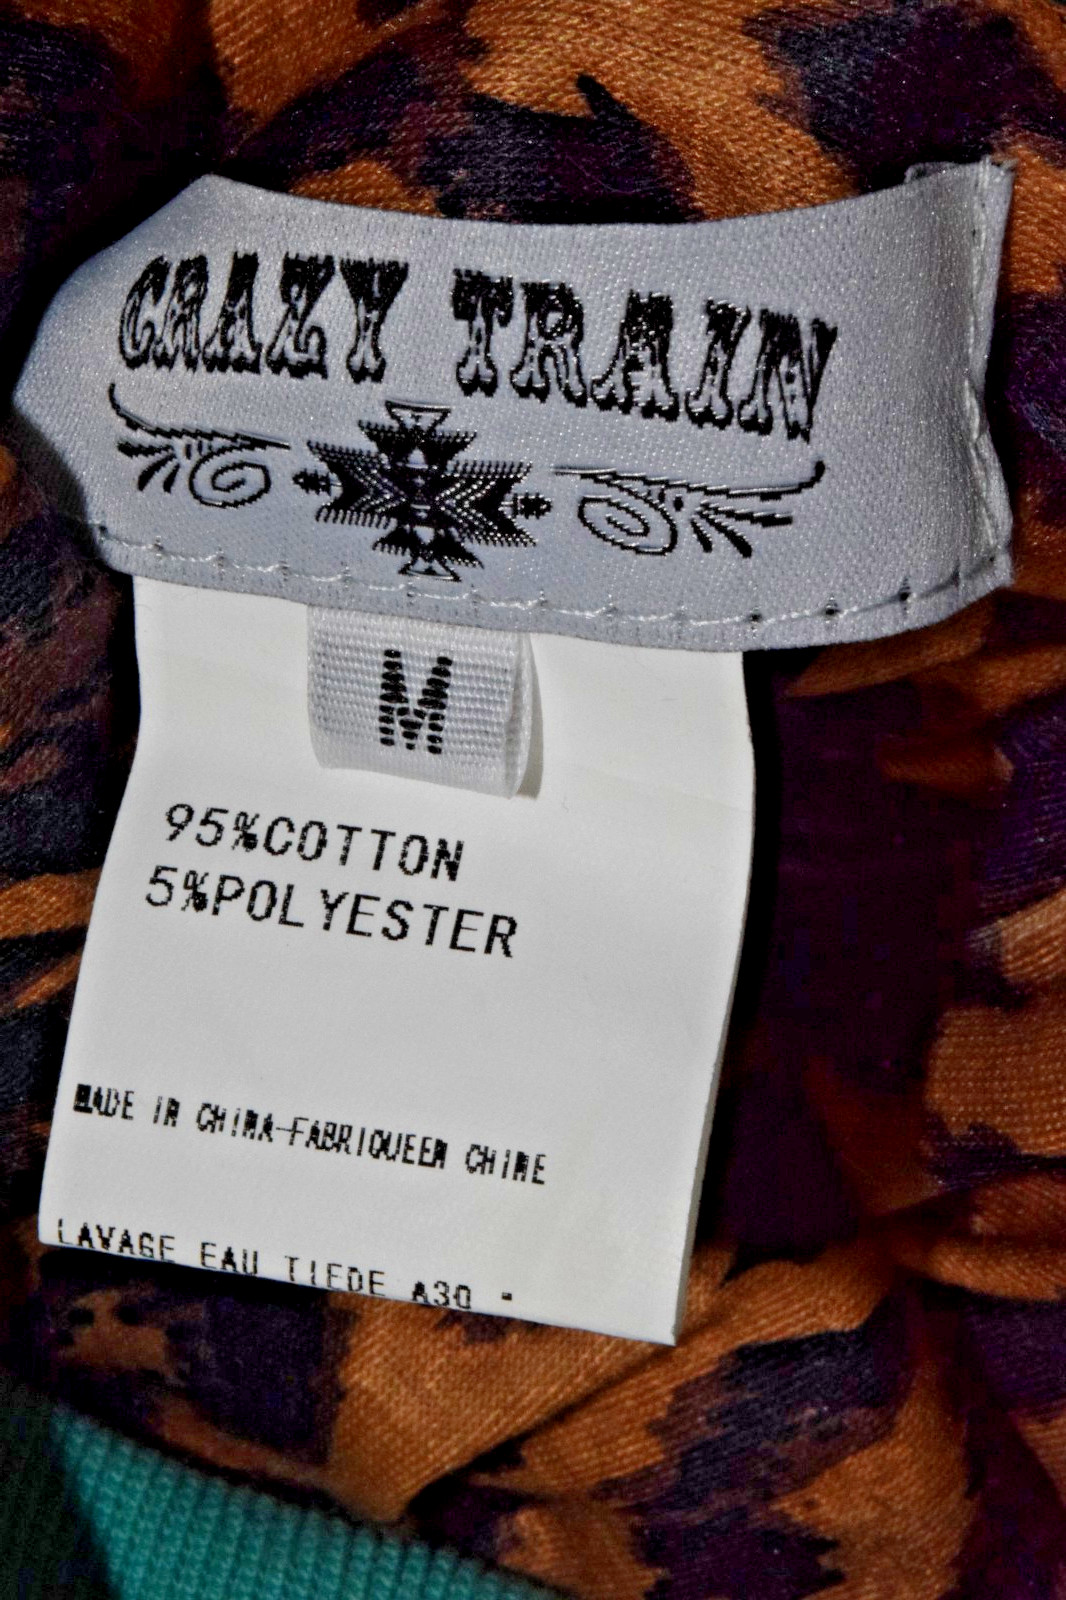 CRAZY TRAIN
M
95%COTTON
5%POLYESTER
MADE IN CHINA-FABRIQUEEN CHINE
LAVAGE EAU TIEDE A30 -